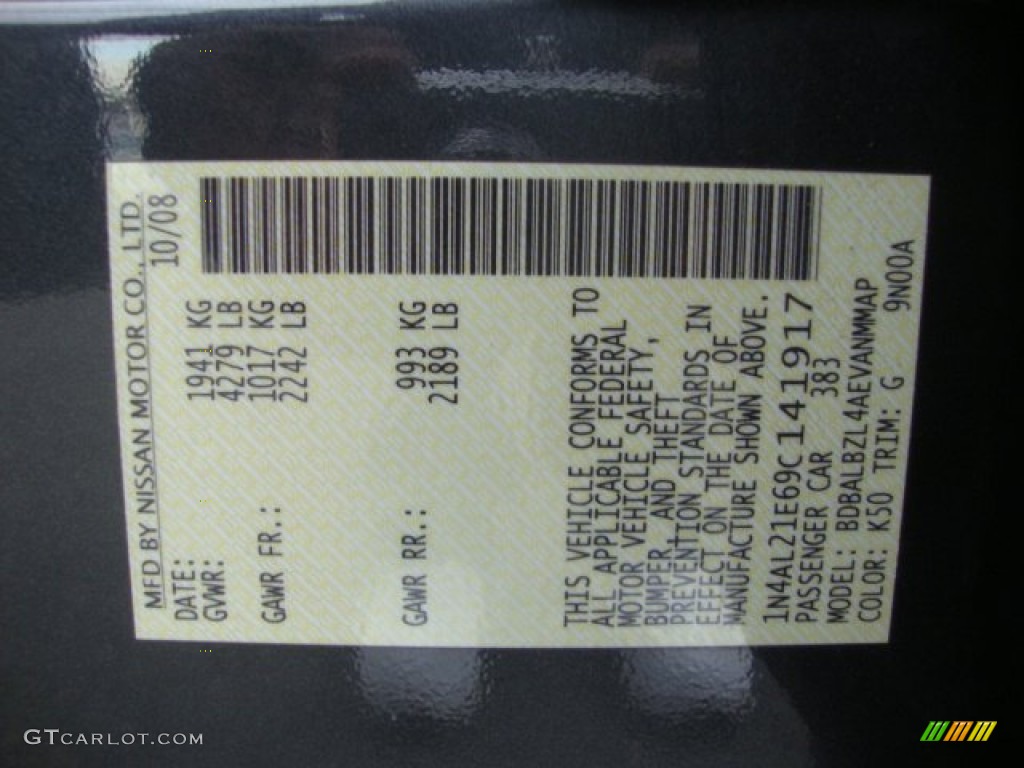 MFD BY NISSAN MOTOR CO., LTD.
DATE: 10/08
GVWR: 1941 KG
4279 LB
GAWR FR.: 1017 KG
2242 LB
GAWR RR.: 993 KG
2189 LB
THIS VEHICLE CONFORMS TO
ALL APPLICABLE FEDERAL
MOTOR VEHICLE SAFETY,
BUMPER, AND THEFT
PREVENTION STANDARDS IN
EFFECT ON THE DATE OF
MANUFACTURE SHOWN ABOVE.
1N4AL21E69C141917
PASSENGER CAR 383
MODEL: BDBALBZL4AEVANMMAP
COLOR: K50 TRIM: G 9N00A
GTCARLOT.COM